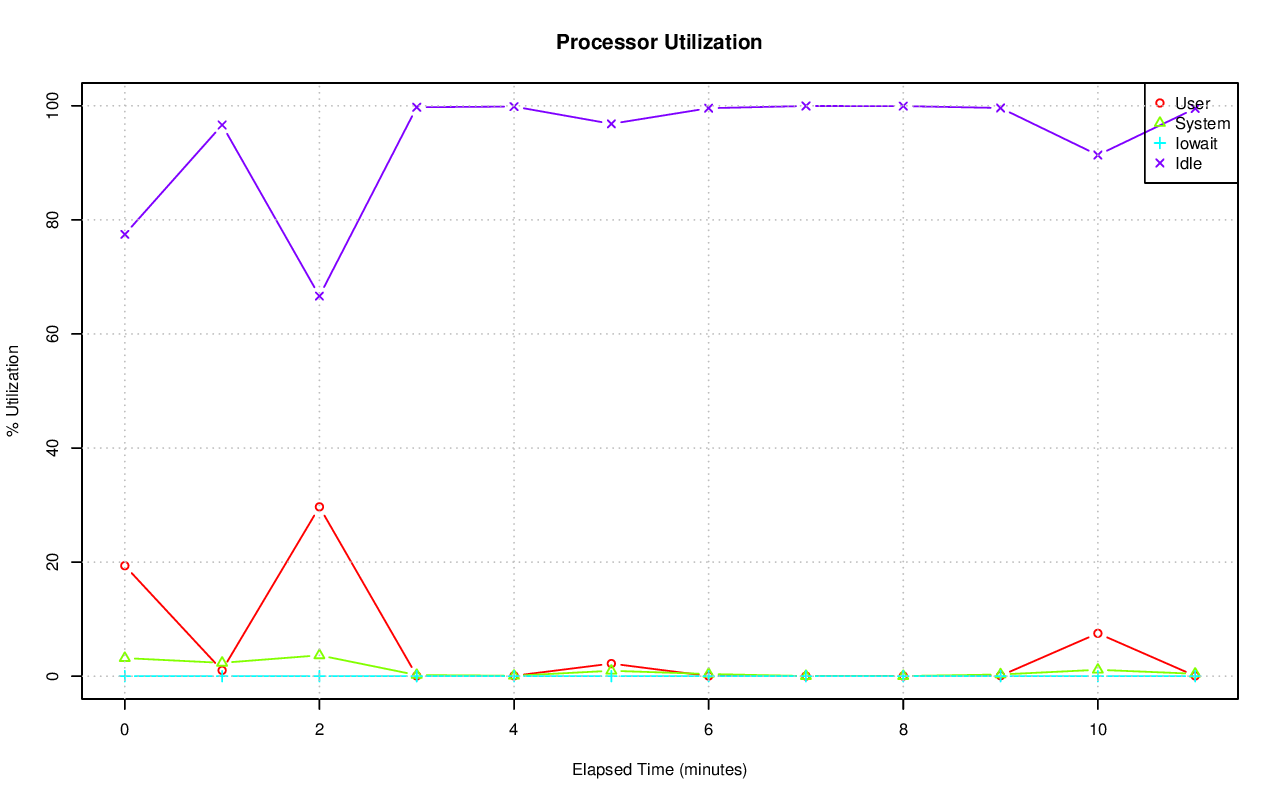 Processor Utilization
% Utilization
100
80
60
40
20
0
User
System
Iowait
Idle
0 2 4 6 8 10
Elapsed Time (minutes)